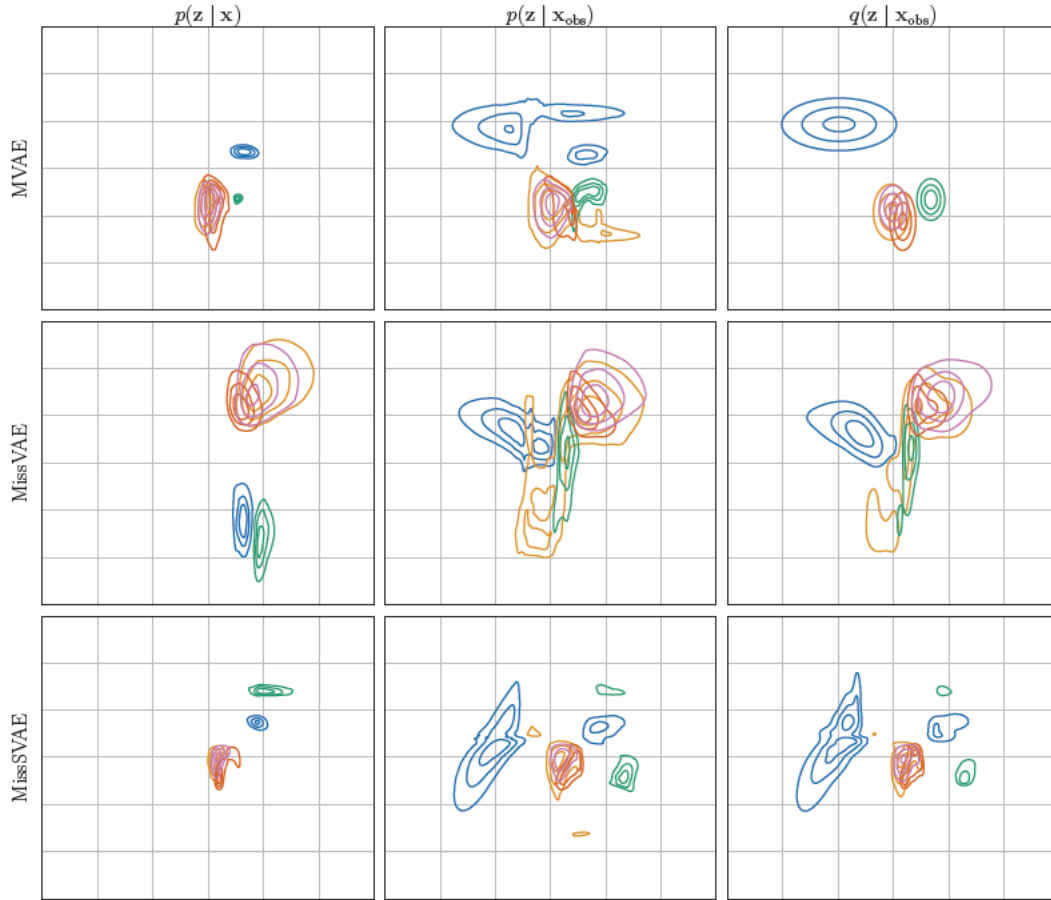 p(z | x)
p(z | x_obs)
q(z | x_obs)
MVAE
MissVAE
MissSVAE